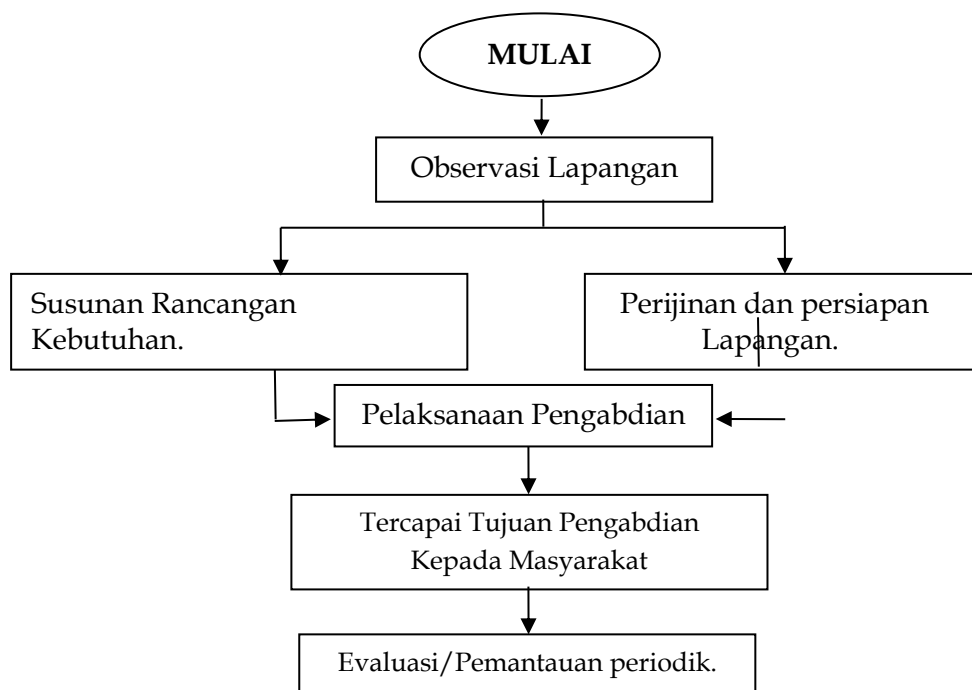 MULAI
Observasi Lapangan
Susunan Rancangan
Kebutuhan.
Perijinan dan persiapan
Lapangan.
Pelaksanaan Pengabdian
Tercapai Tujuan Pengabdian
Kepada Masyarakat
Evaluasi/Pemantauan periodik.